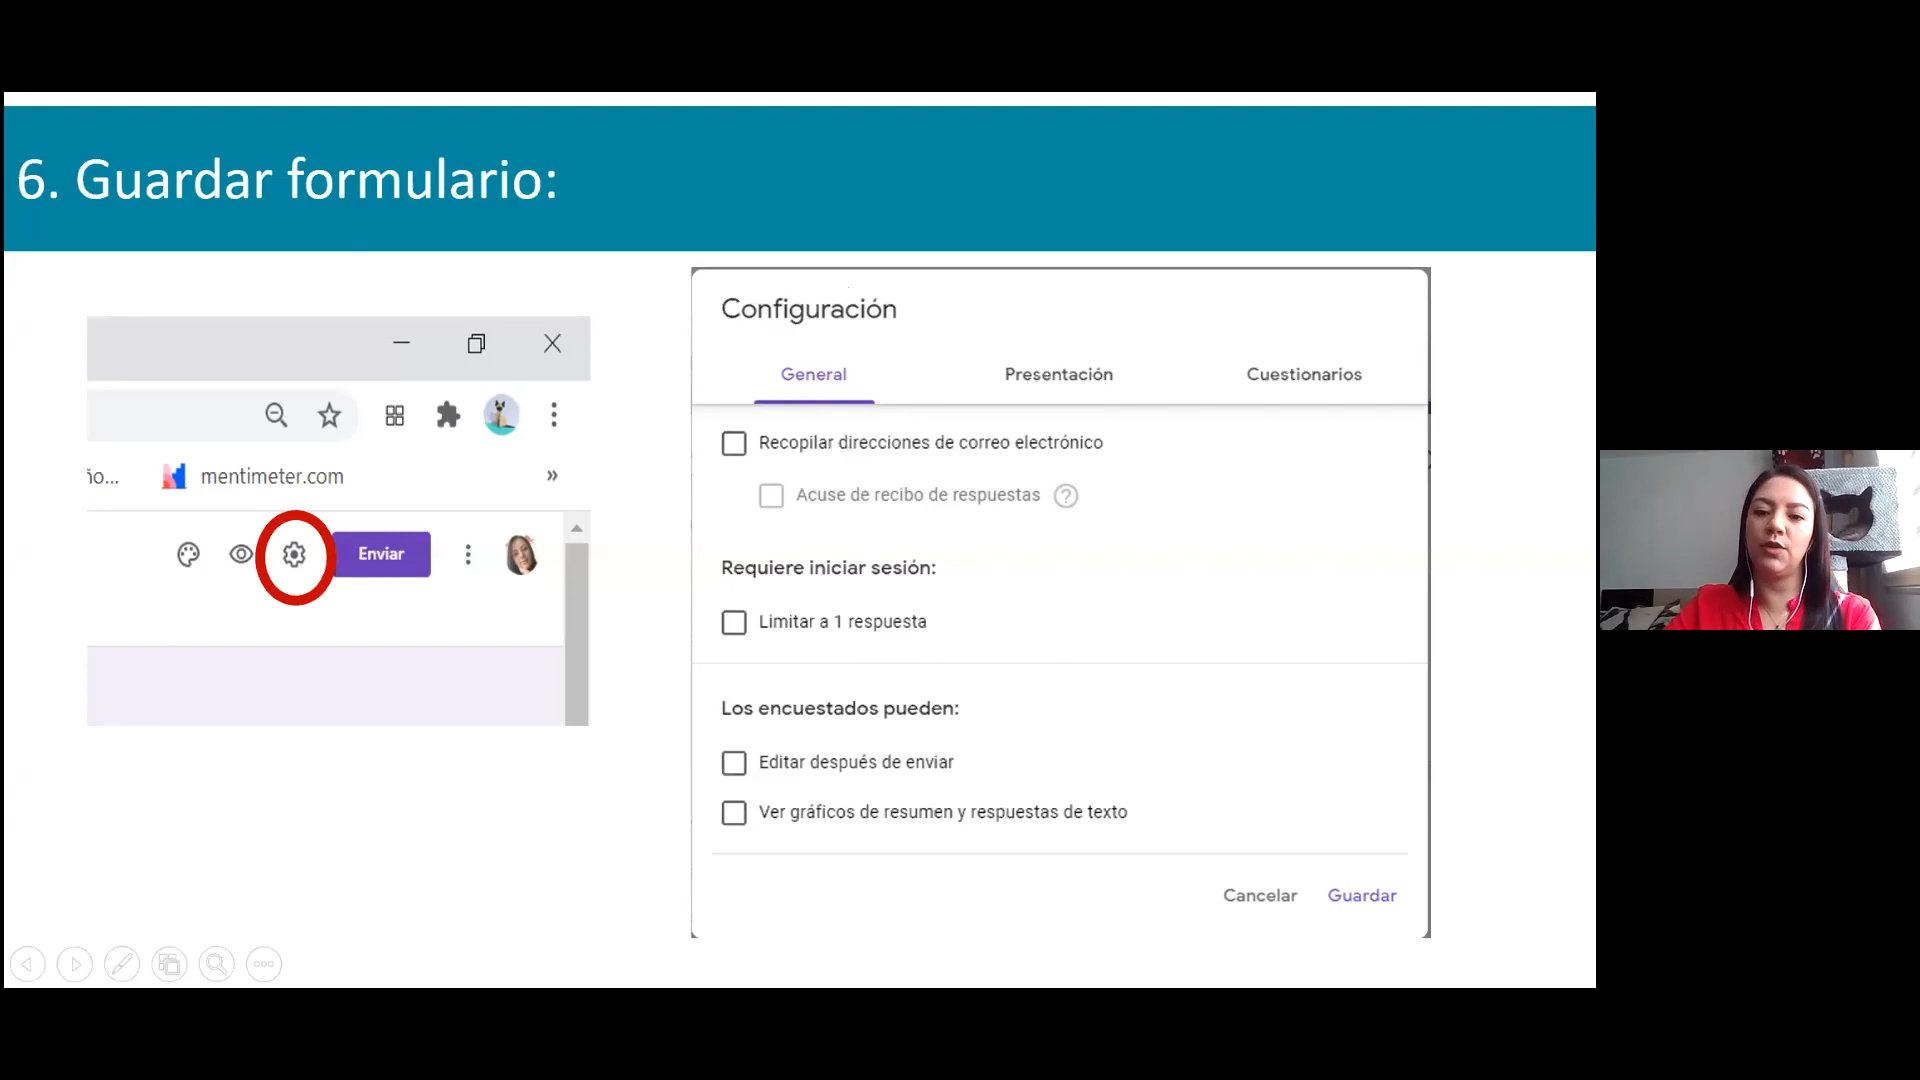 6. Guardar formulario:
ño...
mentimeter.com
»
Enviar
Configuración
General
Presentación
Cuestionarios
Recopilar direcciones de correo electrónico
Acuse de recibo de respuestas ?
Requiere iniciar sesión:
Limitar a 1 respuesta
Los encuestados pueden:
Editar después de enviar
Ver gráficos de resumen y respuestas de texto
Cancelar
Guardar